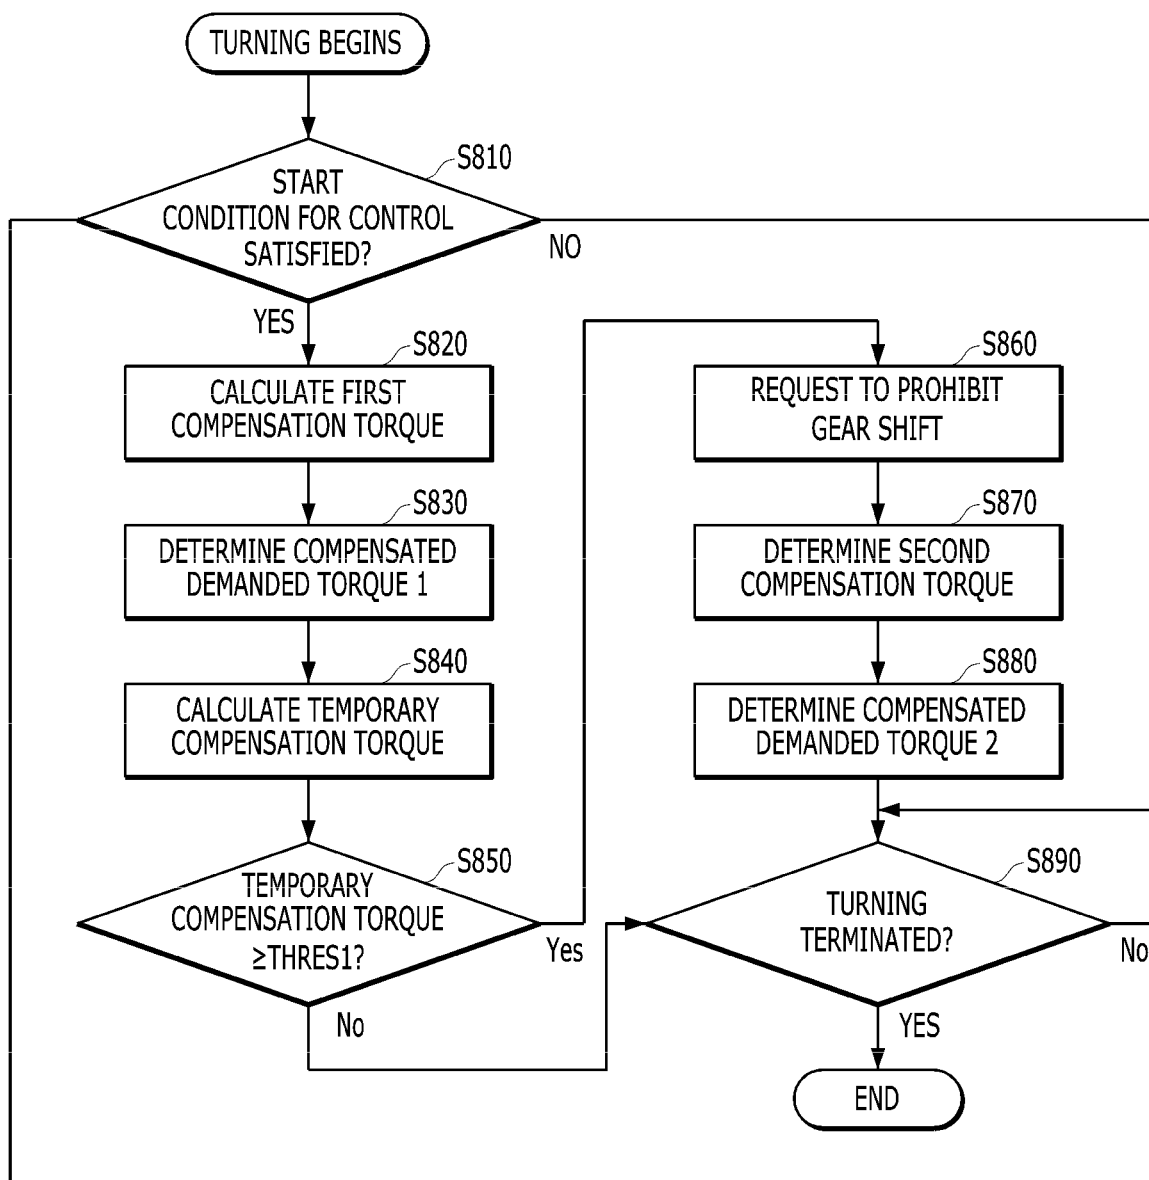 TURNING BEGINS
S810
START
CONDITION FOR CONTROL
SATISFIED?
NO
YES
S820
CALCULATE FIRST
COMPENSATION TORQUE
S830
DETERMINE COMPENSATED
DEMANDED TORQUE 1
S840
CALCULATE TEMPORARY
COMPENSATION TORQUE
S850
TEMPORARY
COMPENSATION TORQUE
≥THRES1?
Yes
No
S860
REQUEST TO PROHIBIT
GEAR SHIFT
S870
DETERMINE SECOND
COMPENSATION TORQUE
S880
DETERMINE COMPENSATED
DEMANDED TORQUE 2
S890
TURNING
TERMINATED?
No
YES
END